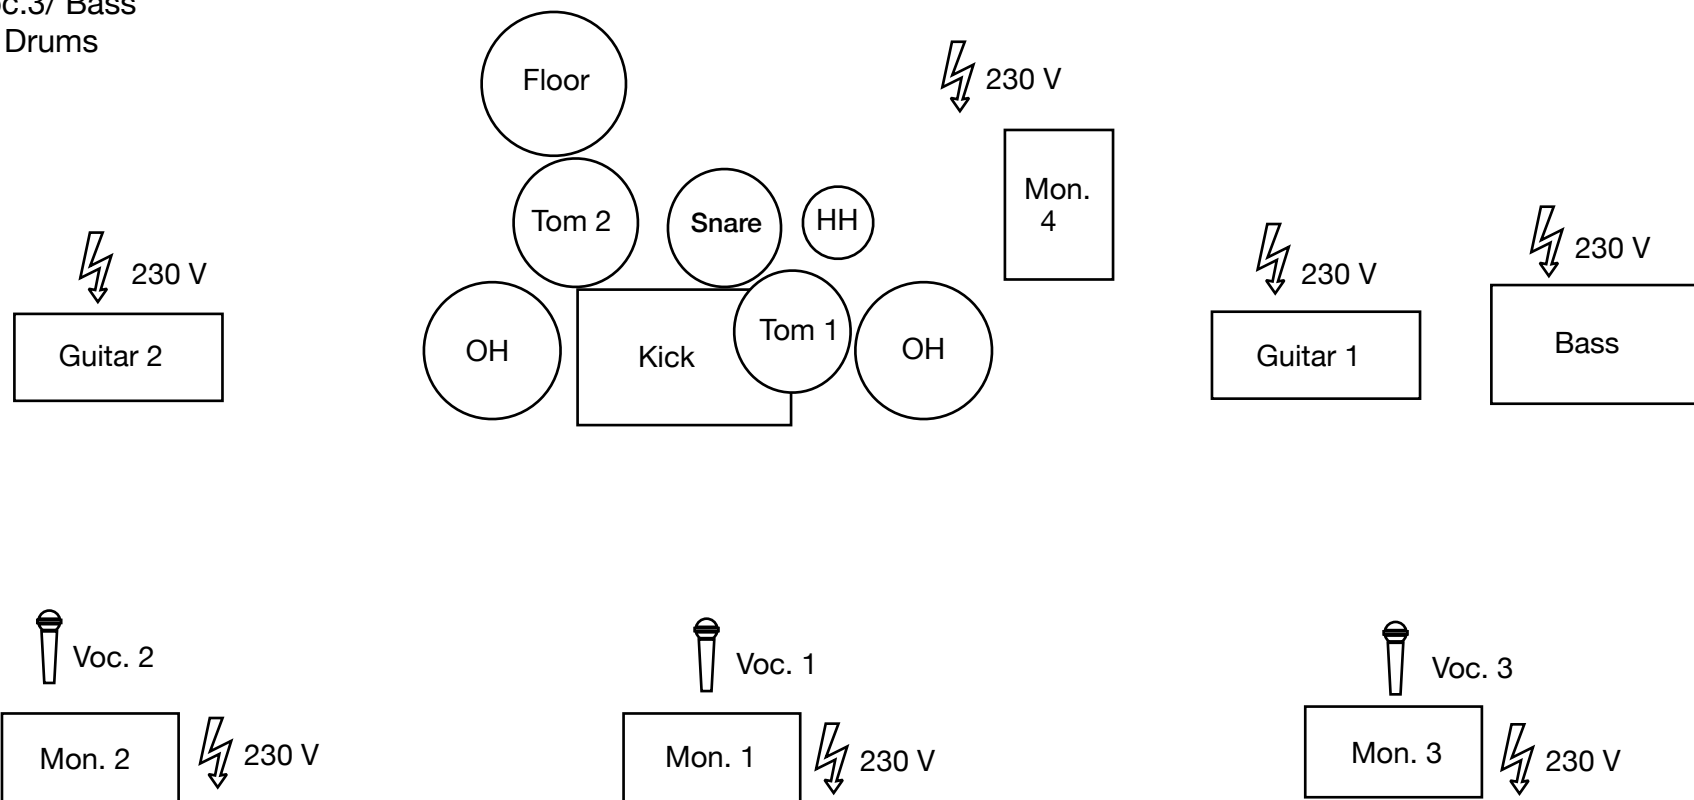 Bass
Drums
Floor
230 V
Mon.
4
Tom 2
Snare
HH
230 V
230 V
230 V
Guitar 2
OH
Kick
Tom 1
OH
Guitar 1
Bass
Voc. 2
Voc. 1
Voc. 3
Mon. 2
230 V
Mon. 1
230 V
Mon. 3
230 V